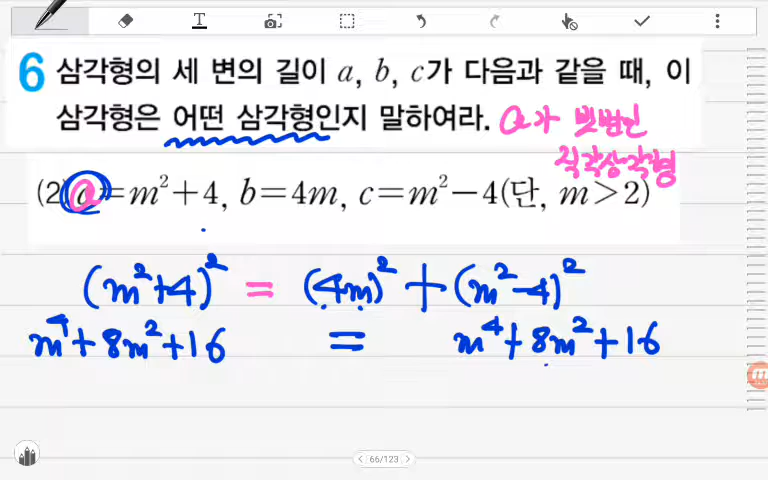 6 삼각형의 세 변의 길이 a, b, c가 다음과 같을 때, 이
삼각형은 어떤 삼각형인지 말하여라. a가 빗변인
직각삼각형
(2) a=m²+4, b=4m, c=m²-4(단, m>2)
(m²+4)² = (4m)² + (m²-4)²
m⁴+8m²+16 = m⁴+8m²+16
66/123